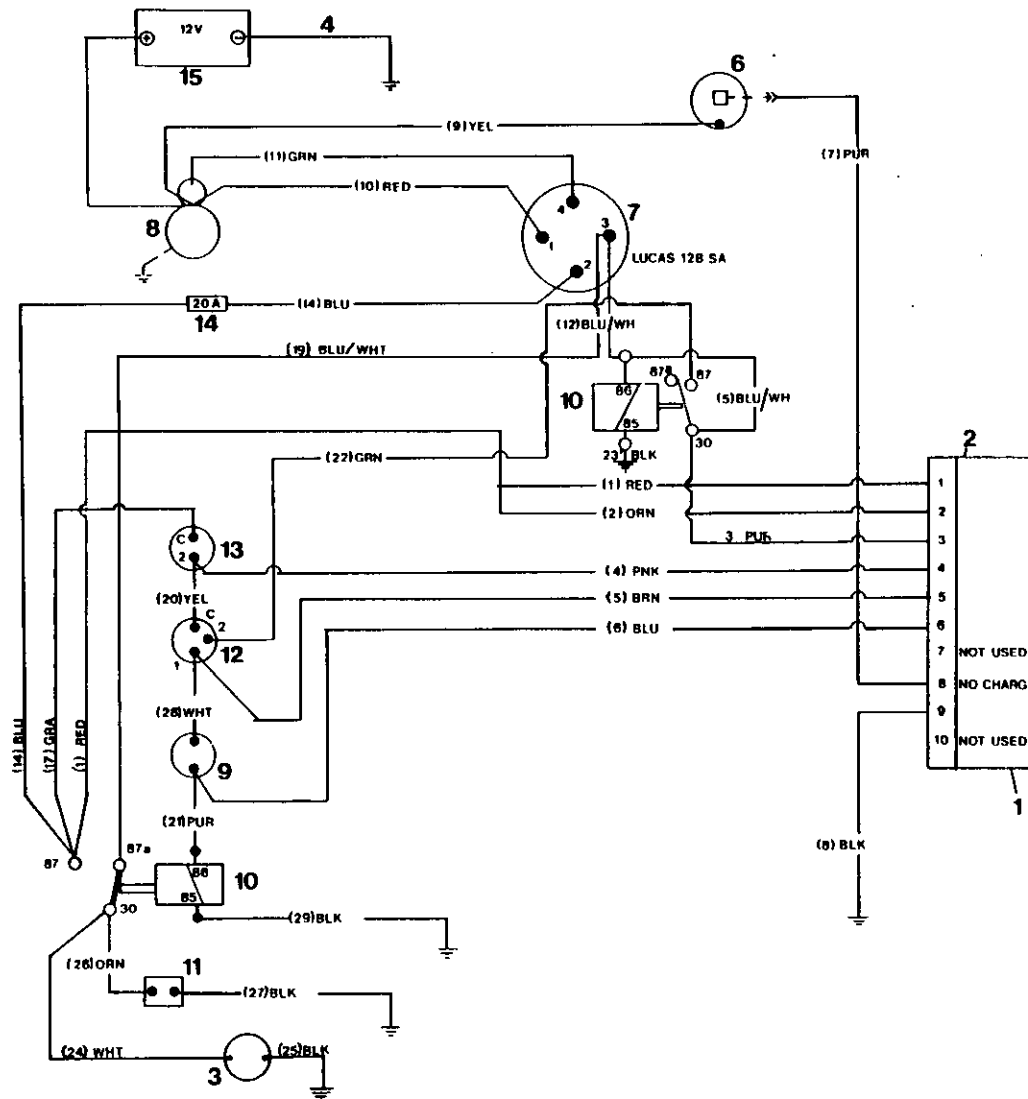 12V
4
15
6
(9)YEL
(7)PUR
(11)GRN
(10)RED
8
4
7
3
1
2
LUCAS 128 SA
20 A
(14)BLU
14
(12)BLU/WH
(19) BLU/WHT
87a
87
86
10
(5)BLU/WH
85
30
2
(22)GRN
23 BLK
(1) RED
1
(2) ORN
2
C
13
3 PUR
3
2
(4) PNK
4
(20)YEL
(5) BRN
5
C
2
(6) BLU
6
12
1
7 NOT USED
8 NO CHARG
(28)WHT
9
(14) BLU
(17) GRA
(1) RED
9
10 NOT USED
1
(21)PUR
(8) BLK
87
87a
86
10
85
30
(29)BLK
(26)ORN
11
(27)BLK
(24) WHT
3
(25)BLK